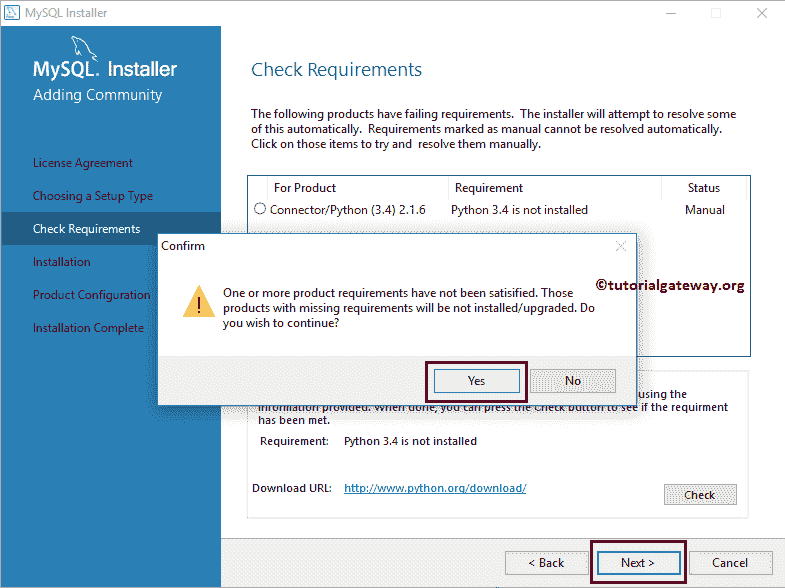 MySQL Installer
MySQL. Installer
Adding Community
License Agreement
Choosing a Setup Type
Check Requirements
Installation
Product Configuration
Installation Complete
Check Requirements
The following products have failing requirements. The installer will attempt to resolve some
of this automatically. Requirements marked as manual cannot be resolved automatically.
Click on those items to try and resolve them manually.
For Product Requirement Status
Connector/Python (3.4) 2.1.6 Python 3.4 is not installed Manual
Confirm
One or more product requirements have not been satisified. Those
products with missing requirements will be not installed/upgraded. Do
you wish to continue?
Yes No
©tutorialgateway.org
using the
information provided. When done, you can press the Check button to see if the requirment
has been met.
Requirement: Python 3.4 is not installed
Download URL: http://www.python.org/download/
Check
< Back Next > Cancel